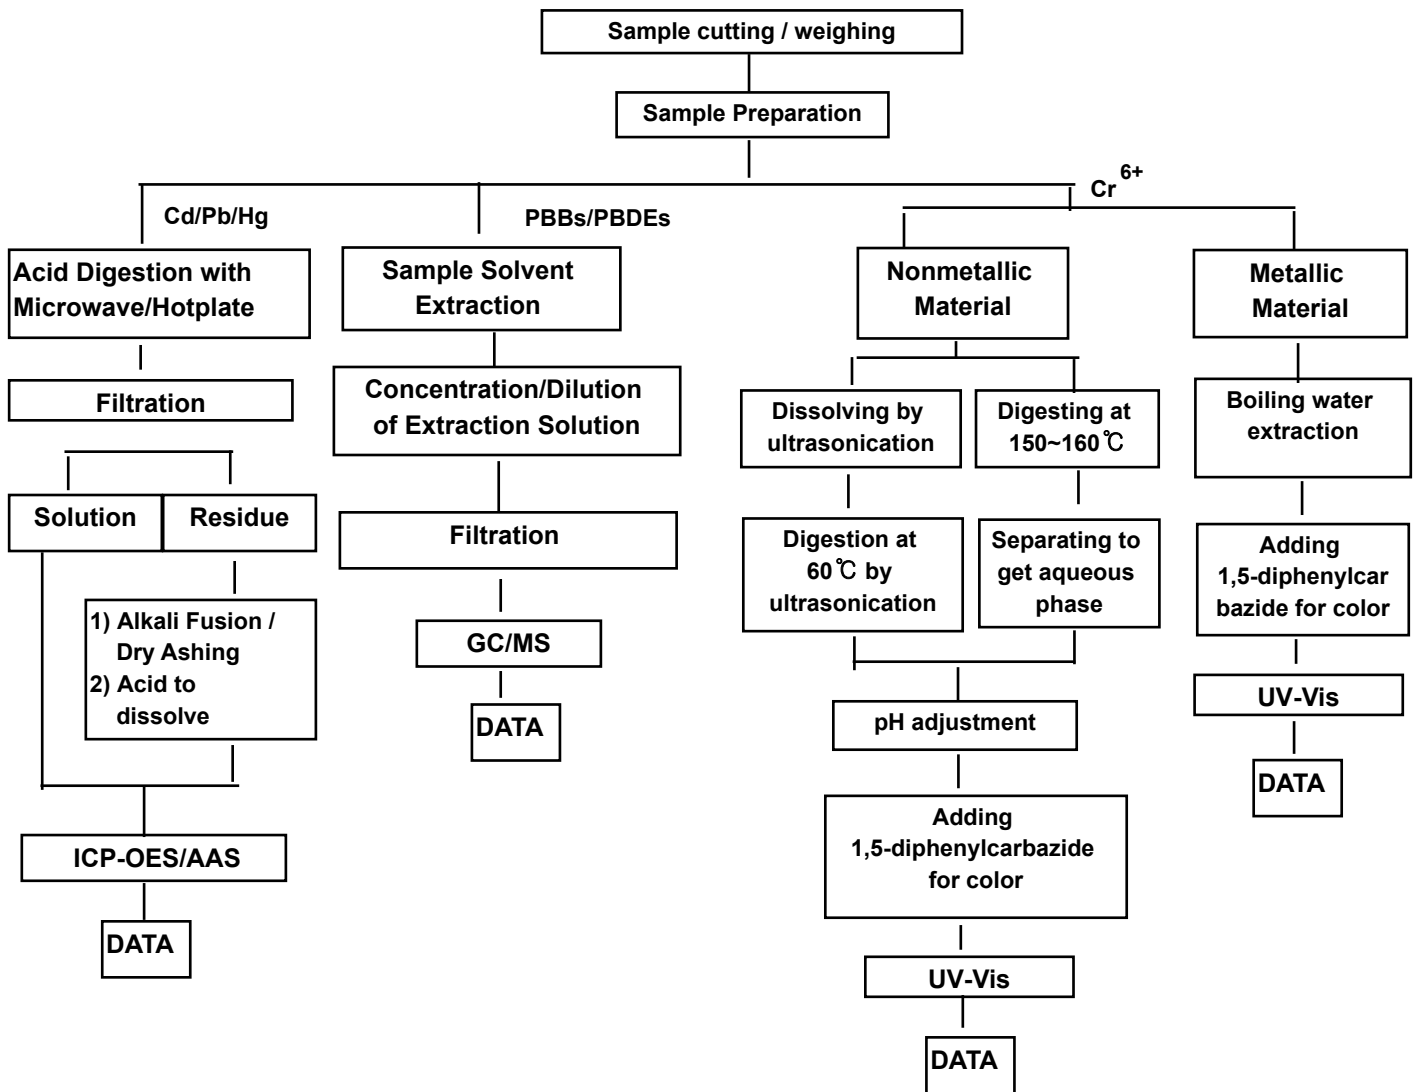 Sample cutting / weighing
Sample Preparation
Cr 6+
Cd/Pb/Hg
PBBs/PBDEs
Acid Digestion with
Microwave/Hotplate
Sample Solvent
Extraction
Nonmetallic
Material
Metallic
Material
Filtration
Concentration/Dilution
of Extraction Solution
Dissolving by
ultrasonication
Digesting at
150~160℃
Boiling water
extraction
Solution
Residue
Filtration
Digestion at
60℃ by
ultrasonication
Separating to
get aqueous
phase
Adding
1,5-diphenylcar
bazide for color
1) Alkali Fusion /
Dry Ashing
2) Acid to
dissolve
GC/MS
DATA
pH adjustment
UV-Vis
DATA
ICP-OES/AAS
DATA
Adding
1,5-diphenylcarbazide
for color
UV-Vis
DATA